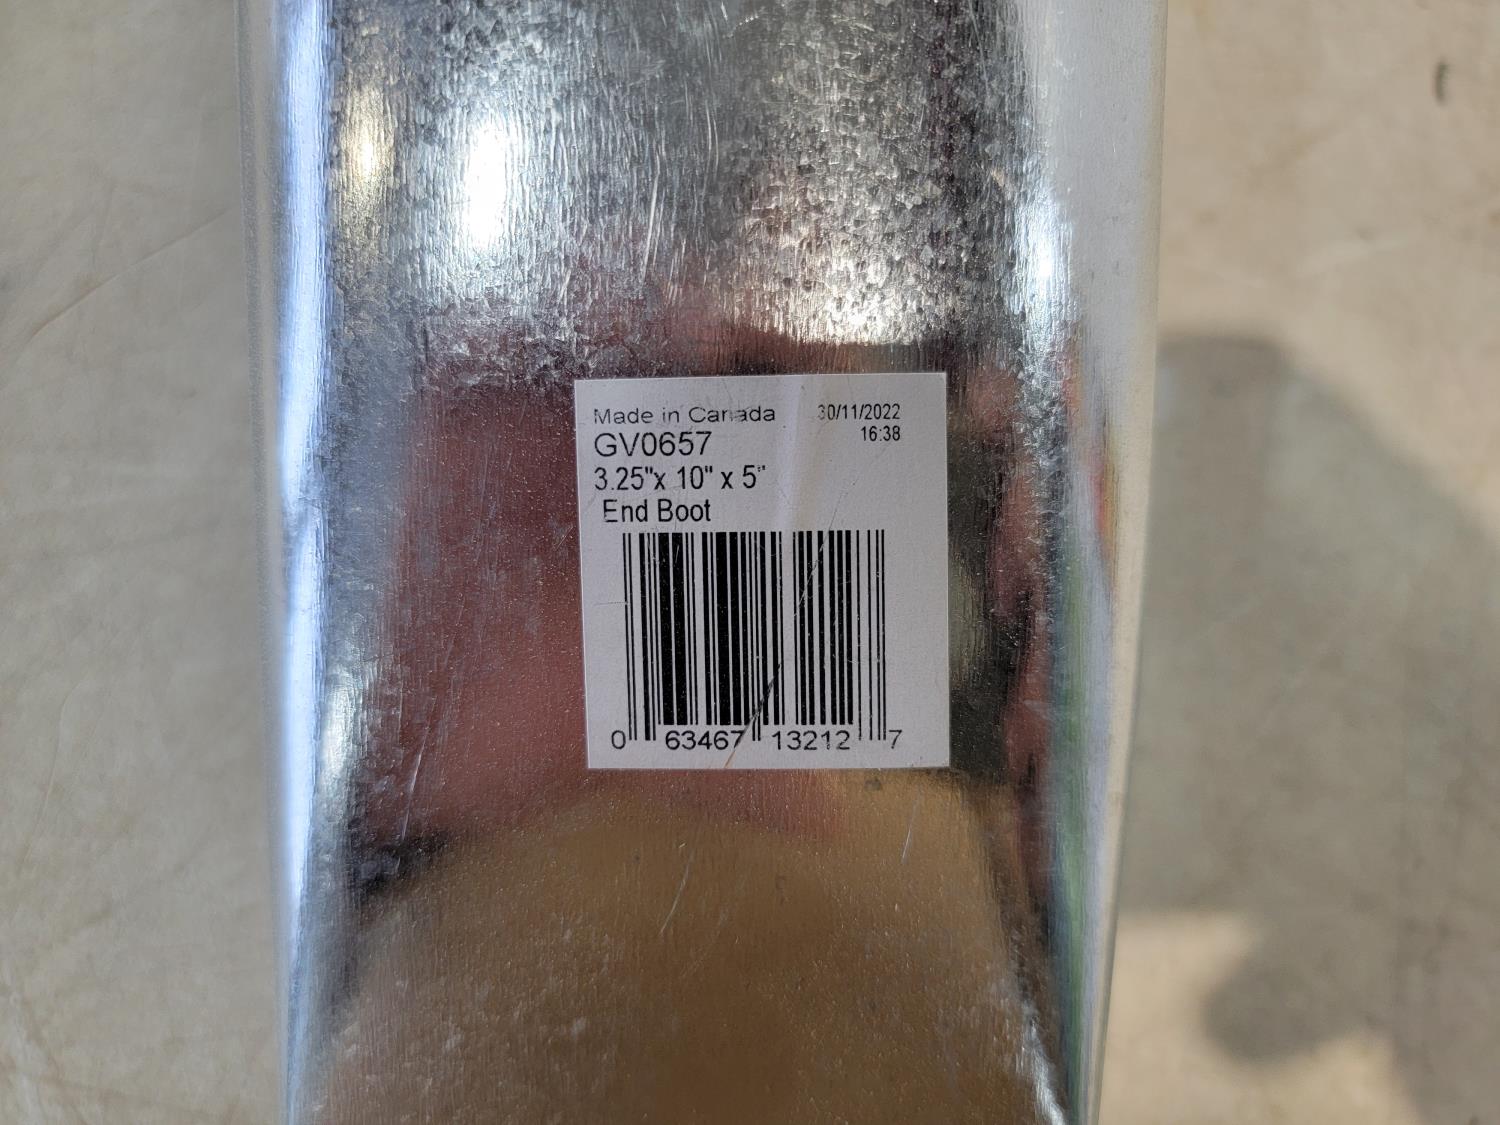 Made in Canada 30/11/2022
16:38
GV0657
3.25"x 10" x 5"
End Boot
0 63467 13212 7